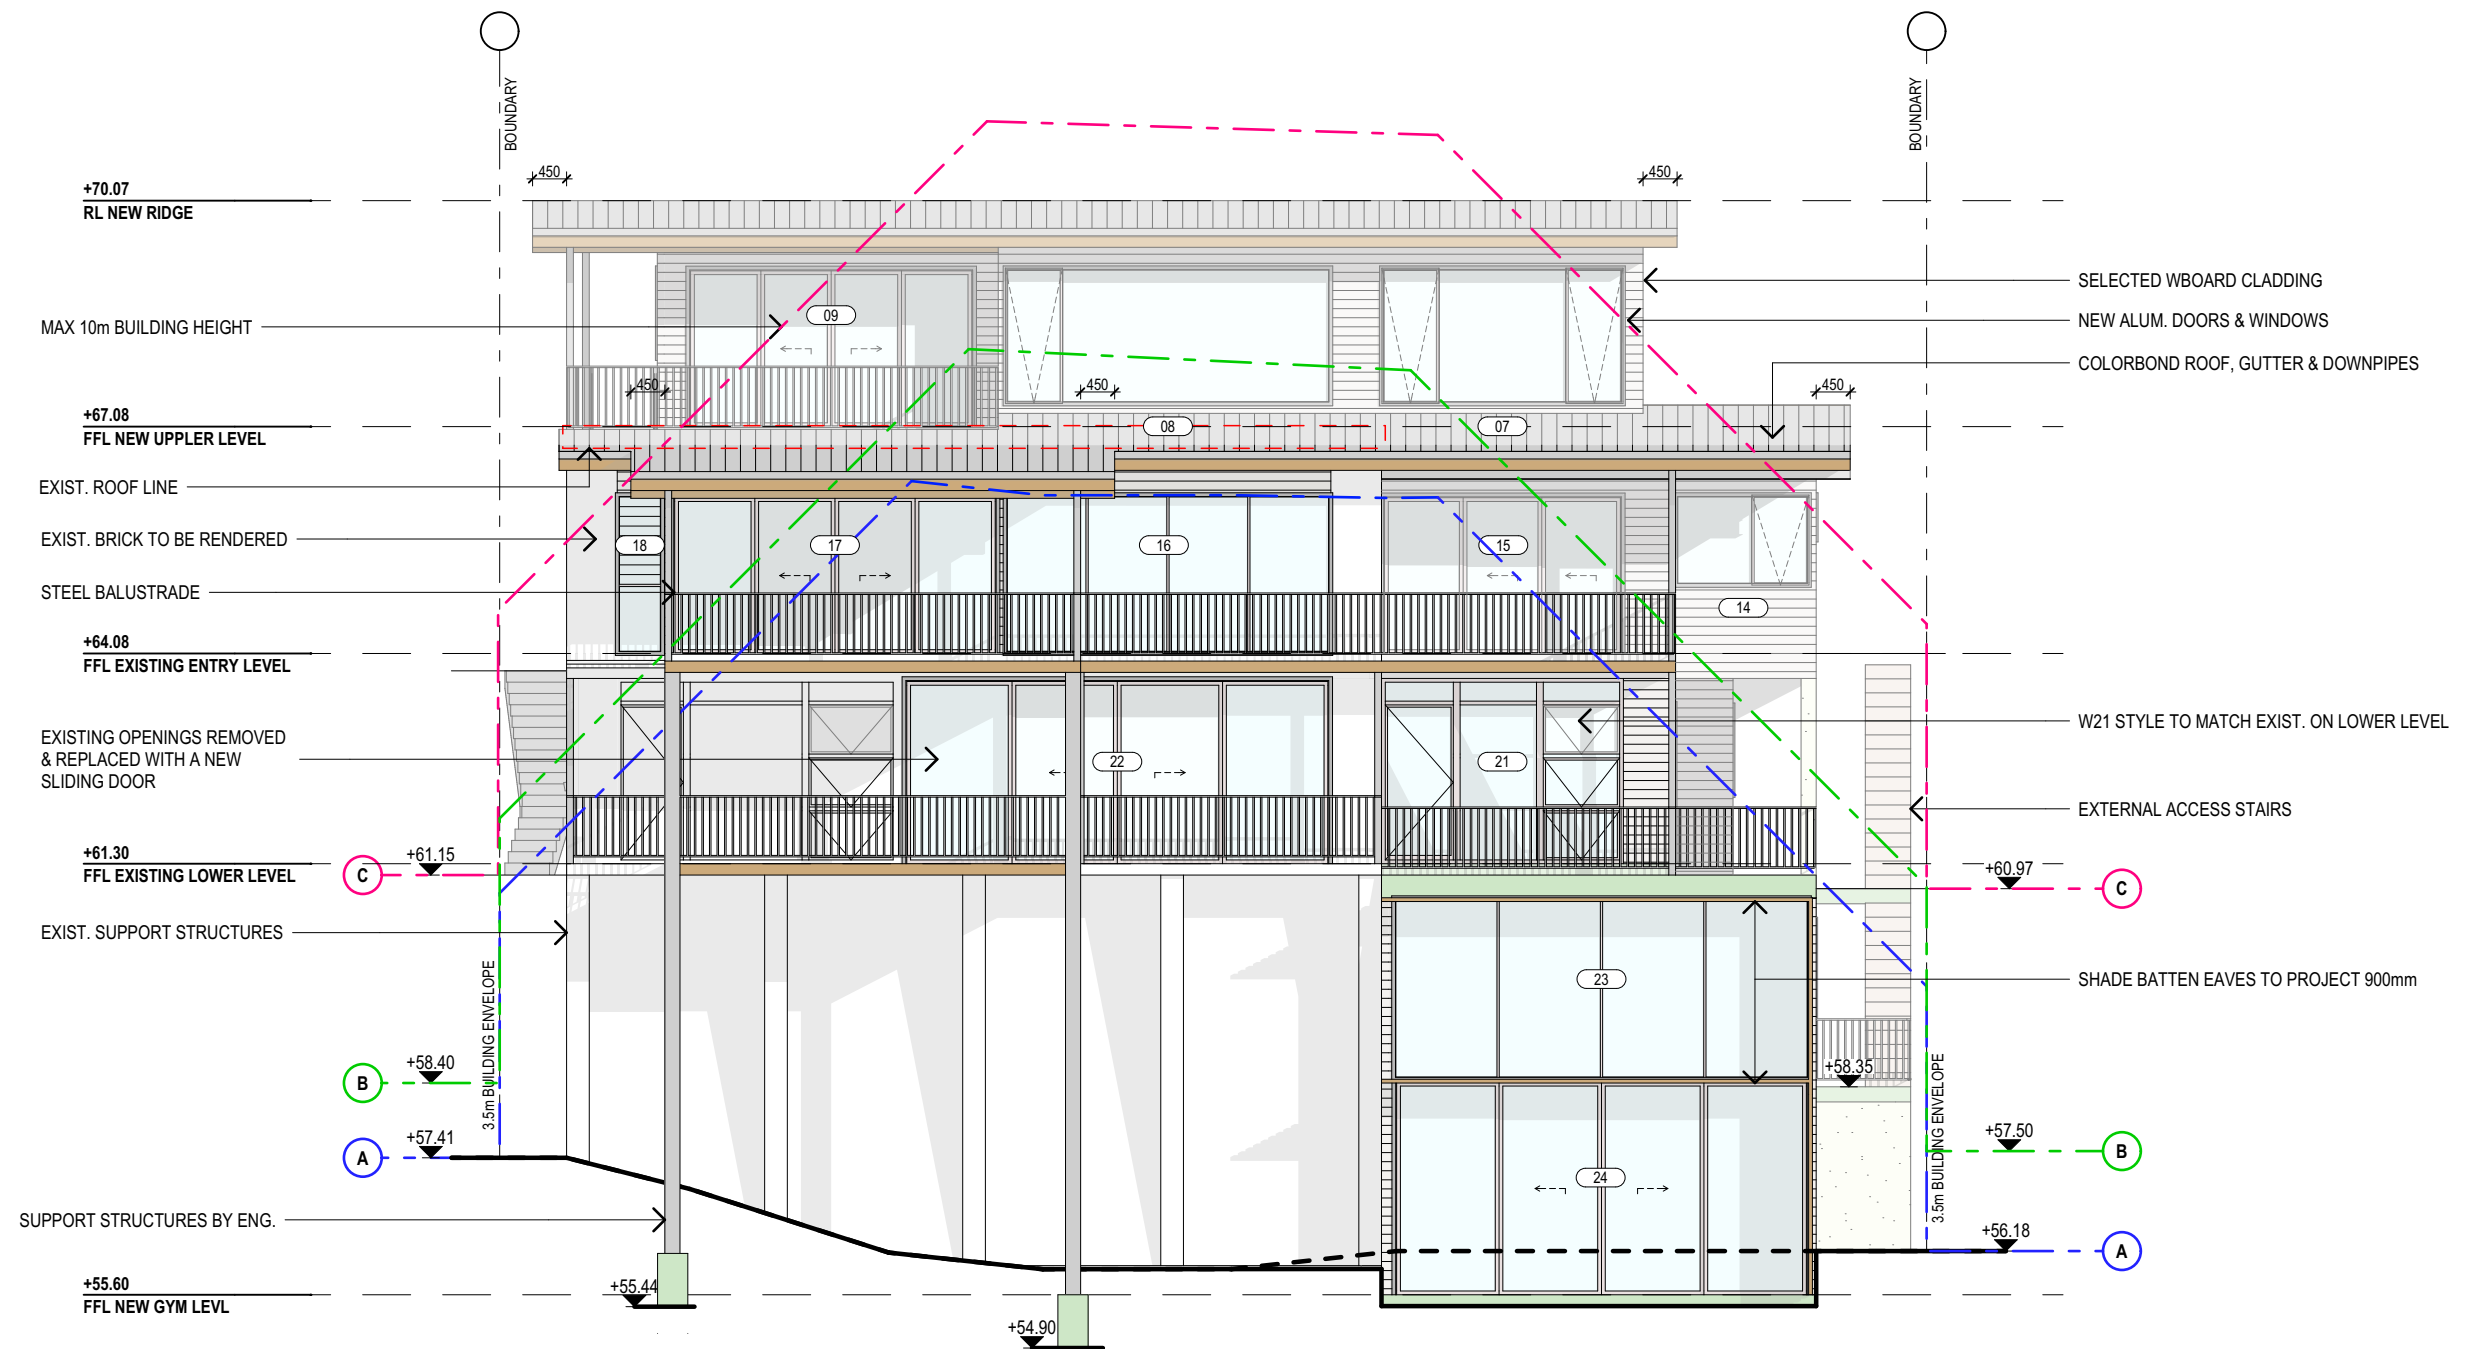 BOUNDARY
BOUNDARY
450
450
+70.07
RL NEW RIDGE
SELECTED WBOARD CLADDING
09
NEW ALUM. DOORS & WINDOWS
MAX 10m BUILDING HEIGHT
COLORBOND ROOF, GUTTER & DOWNPIPES
450
450
450
+67.08
FFL NEW UPPLER LEVEL
08
07
EXIST. ROOF LINE
EXIST. BRICK TO BE RENDERED
18
17
16
15
STEEL BALUSTRADE
14
+64.08
FFL EXISTING ENTRY LEVEL
W21 STYLE TO MATCH EXIST. ON LOWER LEVEL
EXISTING OPENINGS REMOVED
& REPLACED WITH A NEW
SLIDING DOOR
22
21
EXTERNAL ACCESS STAIRS
+61.30
FFL EXISTING LOWER LEVEL
C
+61.15
+60.97
C
EXIST. SUPPORT STRUCTURES
23
SHADE BATTEN EAVES TO PROJECT 900mm
3.5m BUILDING ENVELOPE
+58.40
B
+58.35
3.5m BUILDING ENVELOPE
+57.41
A
+57.50
B
24
SUPPORT STRUCTURES BY ENG.
+56.18
A
+55.60
FFL NEW GYM LEVL
+55.44
+54.90